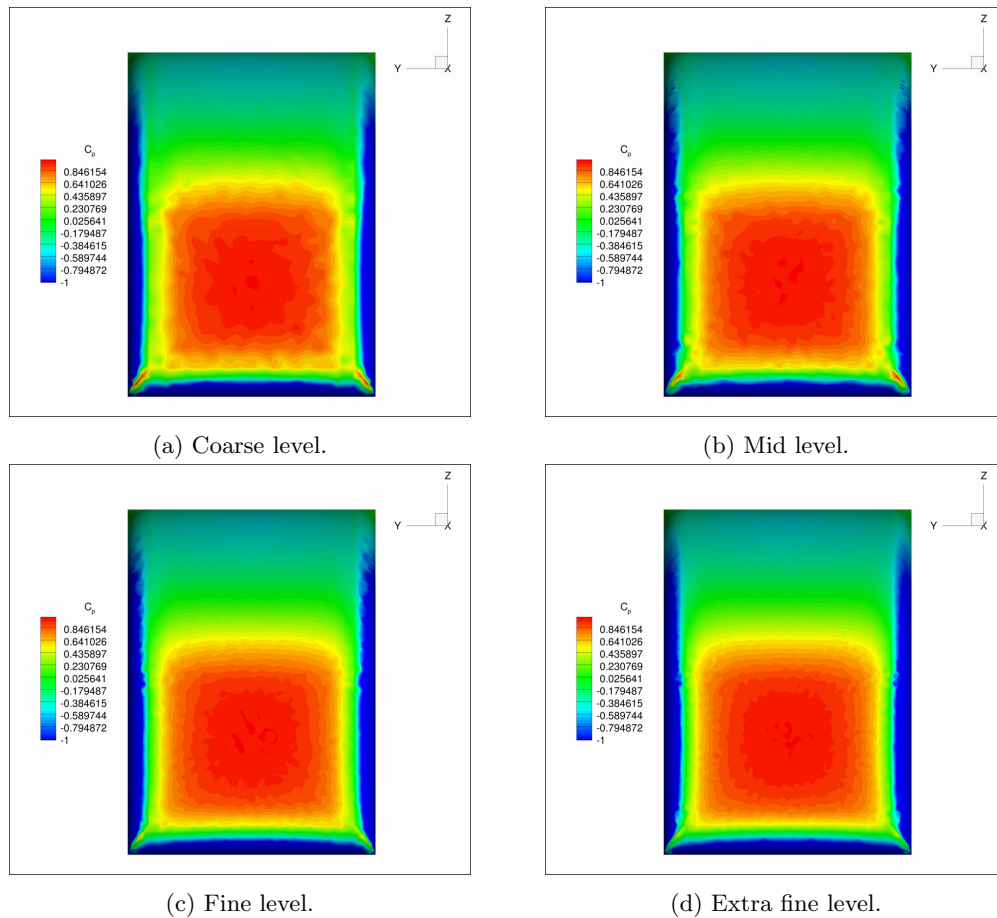 Z
Y X
C_p
0.846154
0.641026
0.435897
0.230769
0.025641
-0.179487
-0.384615
-0.589744
-0.794872
-1
(a) Coarse level.
Z
Y X
C_p
0.846154
0.641026
0.435897
0.230769
0.025641
-0.179487
-0.384615
-0.589744
-0.794872
-1
(b) Mid level.
Z
Y X
C_p
0.846154
0.641026
0.435897
0.230769
0.025641
-0.179487
-0.384615
-0.589744
-0.794872
-1
(c) Fine level.
Z
Y X
C_p
0.846154
0.641026
0.435897
0.230769
0.025641
-0.179487
-0.384615
-0.589744
-0.794872
-1
(d) Extra fine level.